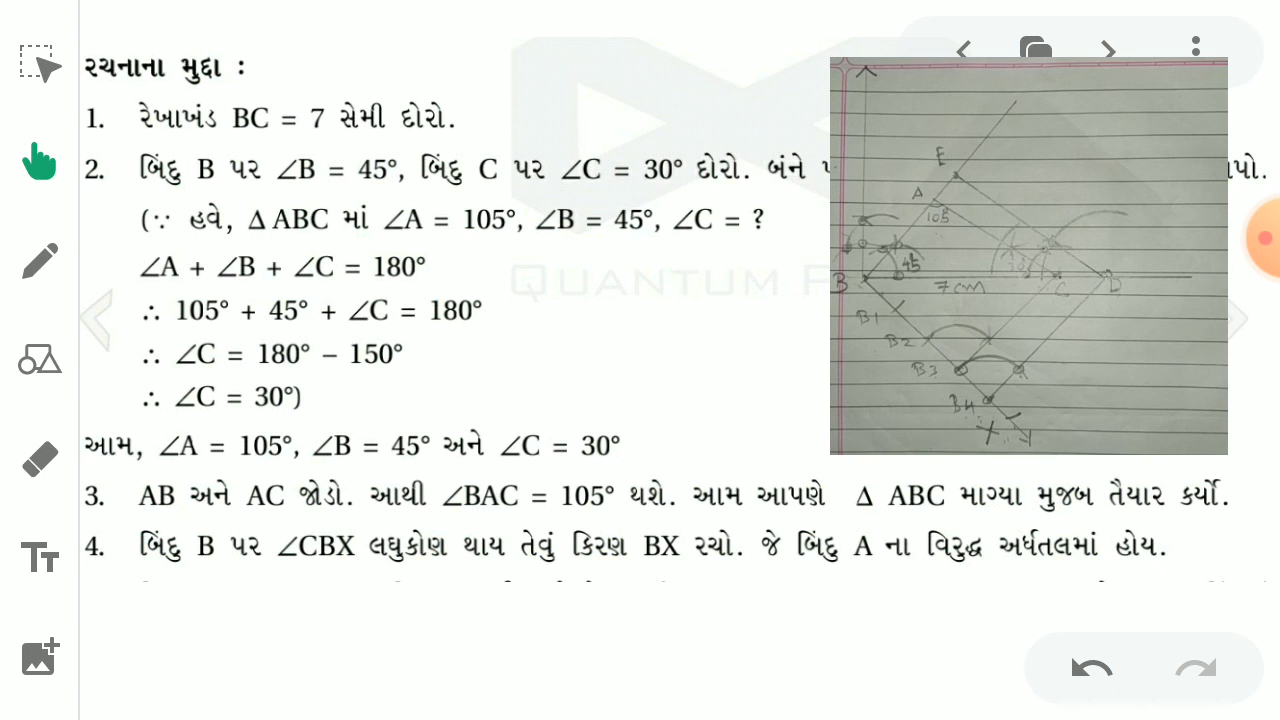 રચનાના મુદ્દા :
1. રેખાખંડ BC = 7 સેમી દોરો.
2. બિંદુ B પર ∠B = 45°, બિંદુ C પર ∠C = 30° દોરો. બંને
(∵ હવે, Δ ABC માં ∠A = 105°, ∠B = 45°, ∠C = ?
∠A + ∠B + ∠C = 180°
∴ 105° + 45° + ∠C = 180°
∴ ∠C = 180° – 150°
∴ ∠C = 30°)
આમ, ∠A = 105°, ∠B = 45° અને ∠C = 30°
3. AB અને AC જોડો. આથી ∠BAC = 105° થશે. આમ આપણે Δ ABC માગ્યા મુજબ તૈયાર કર્યો.
4. બિંદુ B પર ∠CBX લઘુકોણ થાય તેવું કિરણ BX રચો. જે બિંદુ A ના વિરુદ્ધ અર્ધતલમાં હોય.
QUANTUM
E
A
105
B 7cm C D
B1
B2
B3
B4
X
TT